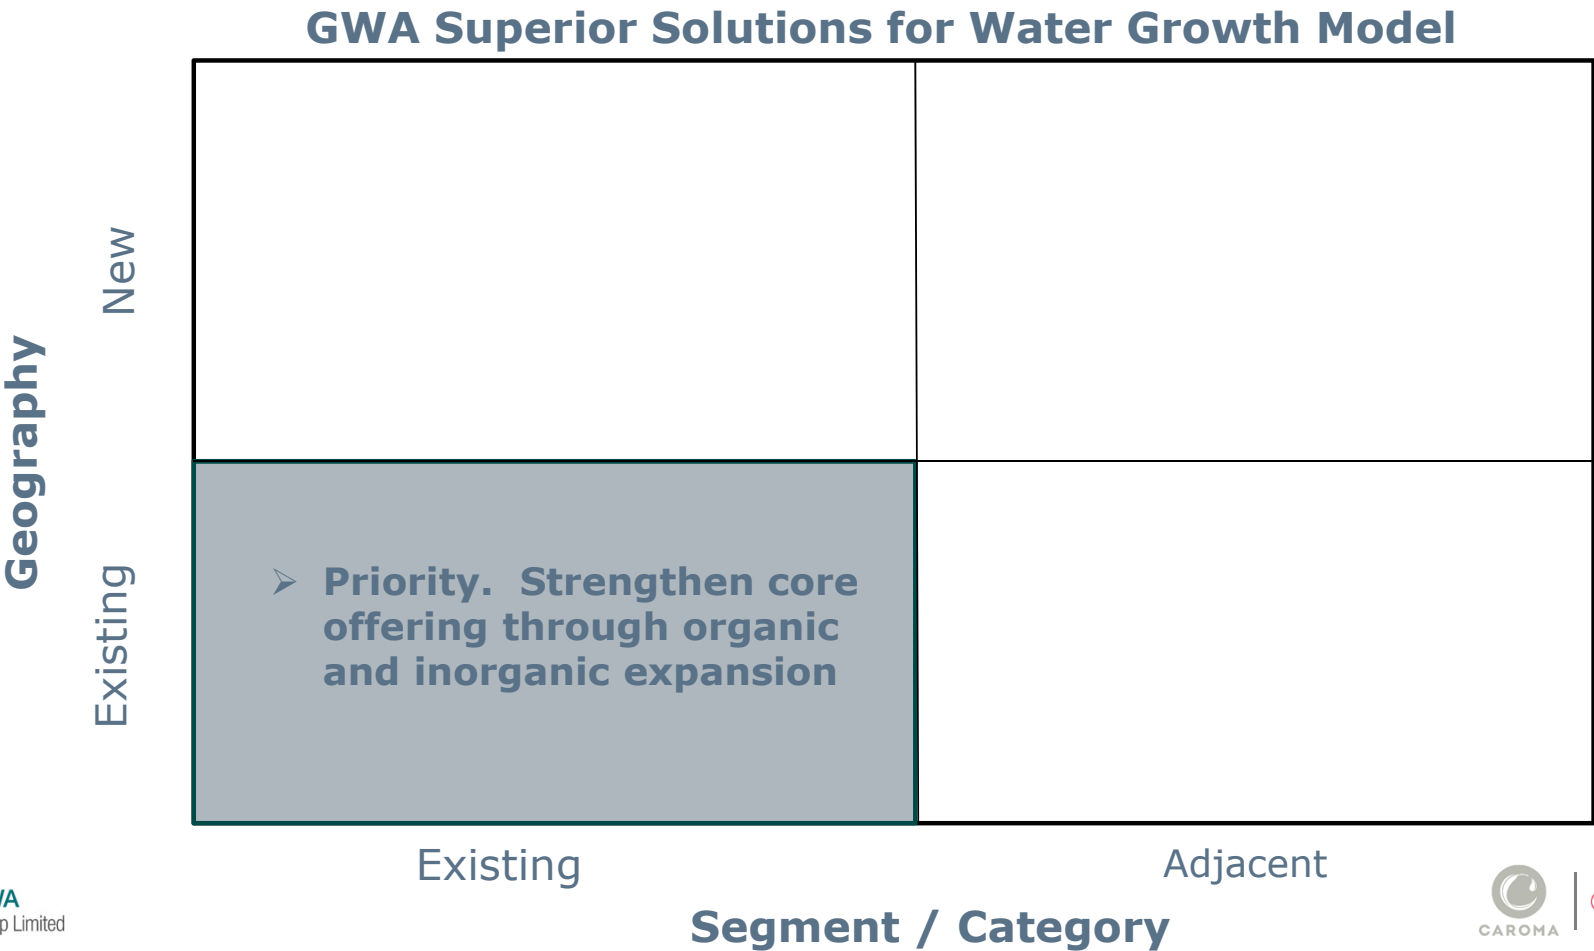 GWA Superior Solutions for Water Growth Model
New
Geography
Existing
➢ Priority.  Strengthen core
offering through organic
and inorganic expansion
Existing
Adjacent
Segment / Category
Limited
CAROMA